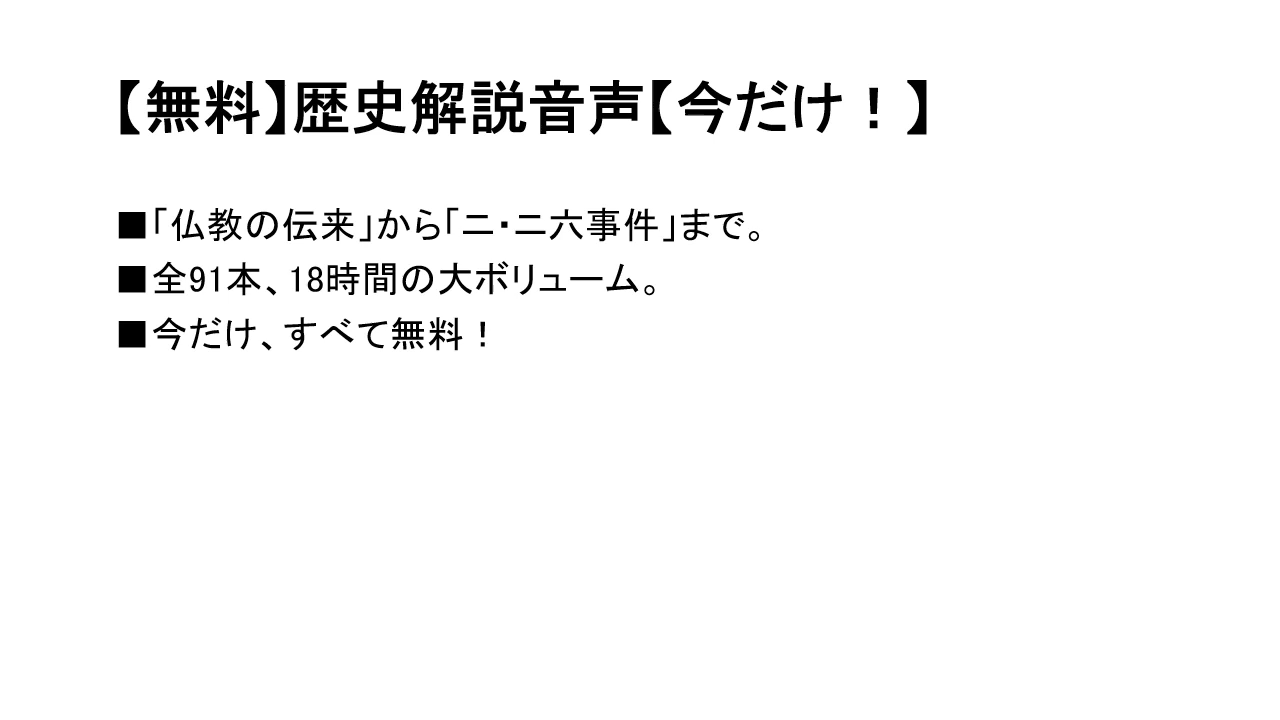 【無料】歴史解説音声【今だけ！】
■「仏教の伝来」から「二・二六事件」まで。
■全91本、18時間の大ボリューム。
■今だけ、すべて無料！